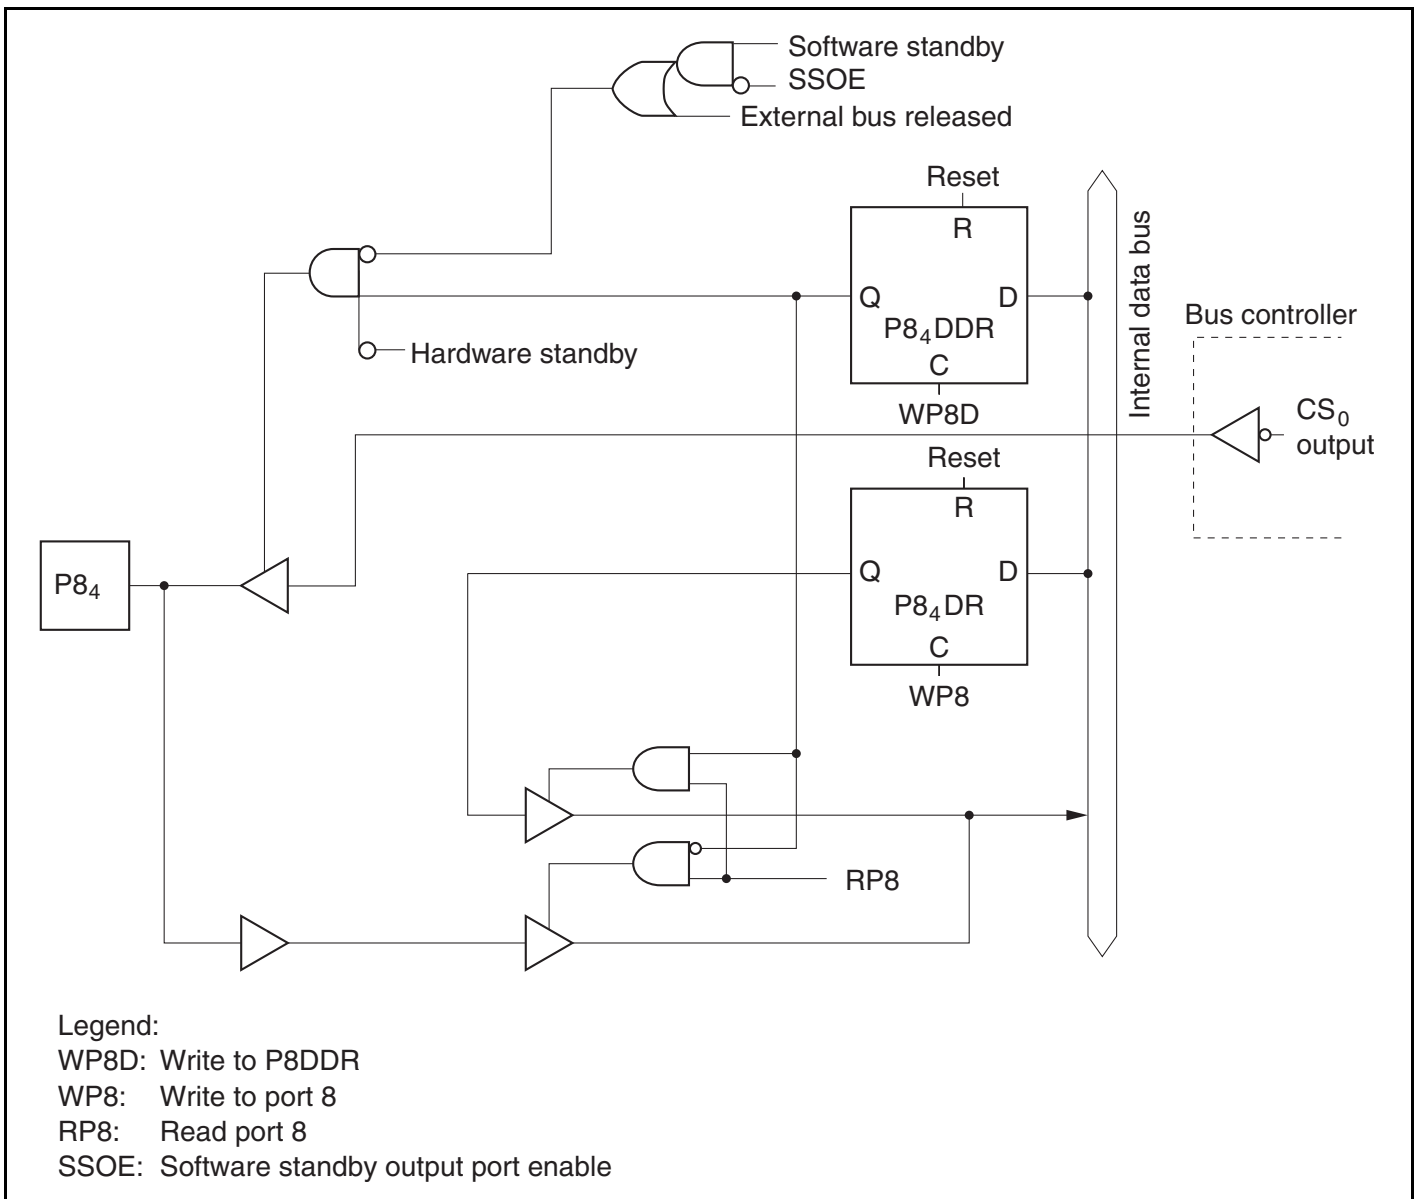 Software standby
SSOE
External bus released
Reset
R
Q
D
P8₄DDR
C
WP8D
Hardware standby
Internal data bus
Bus controller
CS₀
output
Reset
R
Q
D
P8₄DR
C
WP8
P8₄
RP8
Legend:
WP8D: Write to P8DDR
WP8: Write to port 8
RP8: Read port 8
SSOE: Software standby output port enable